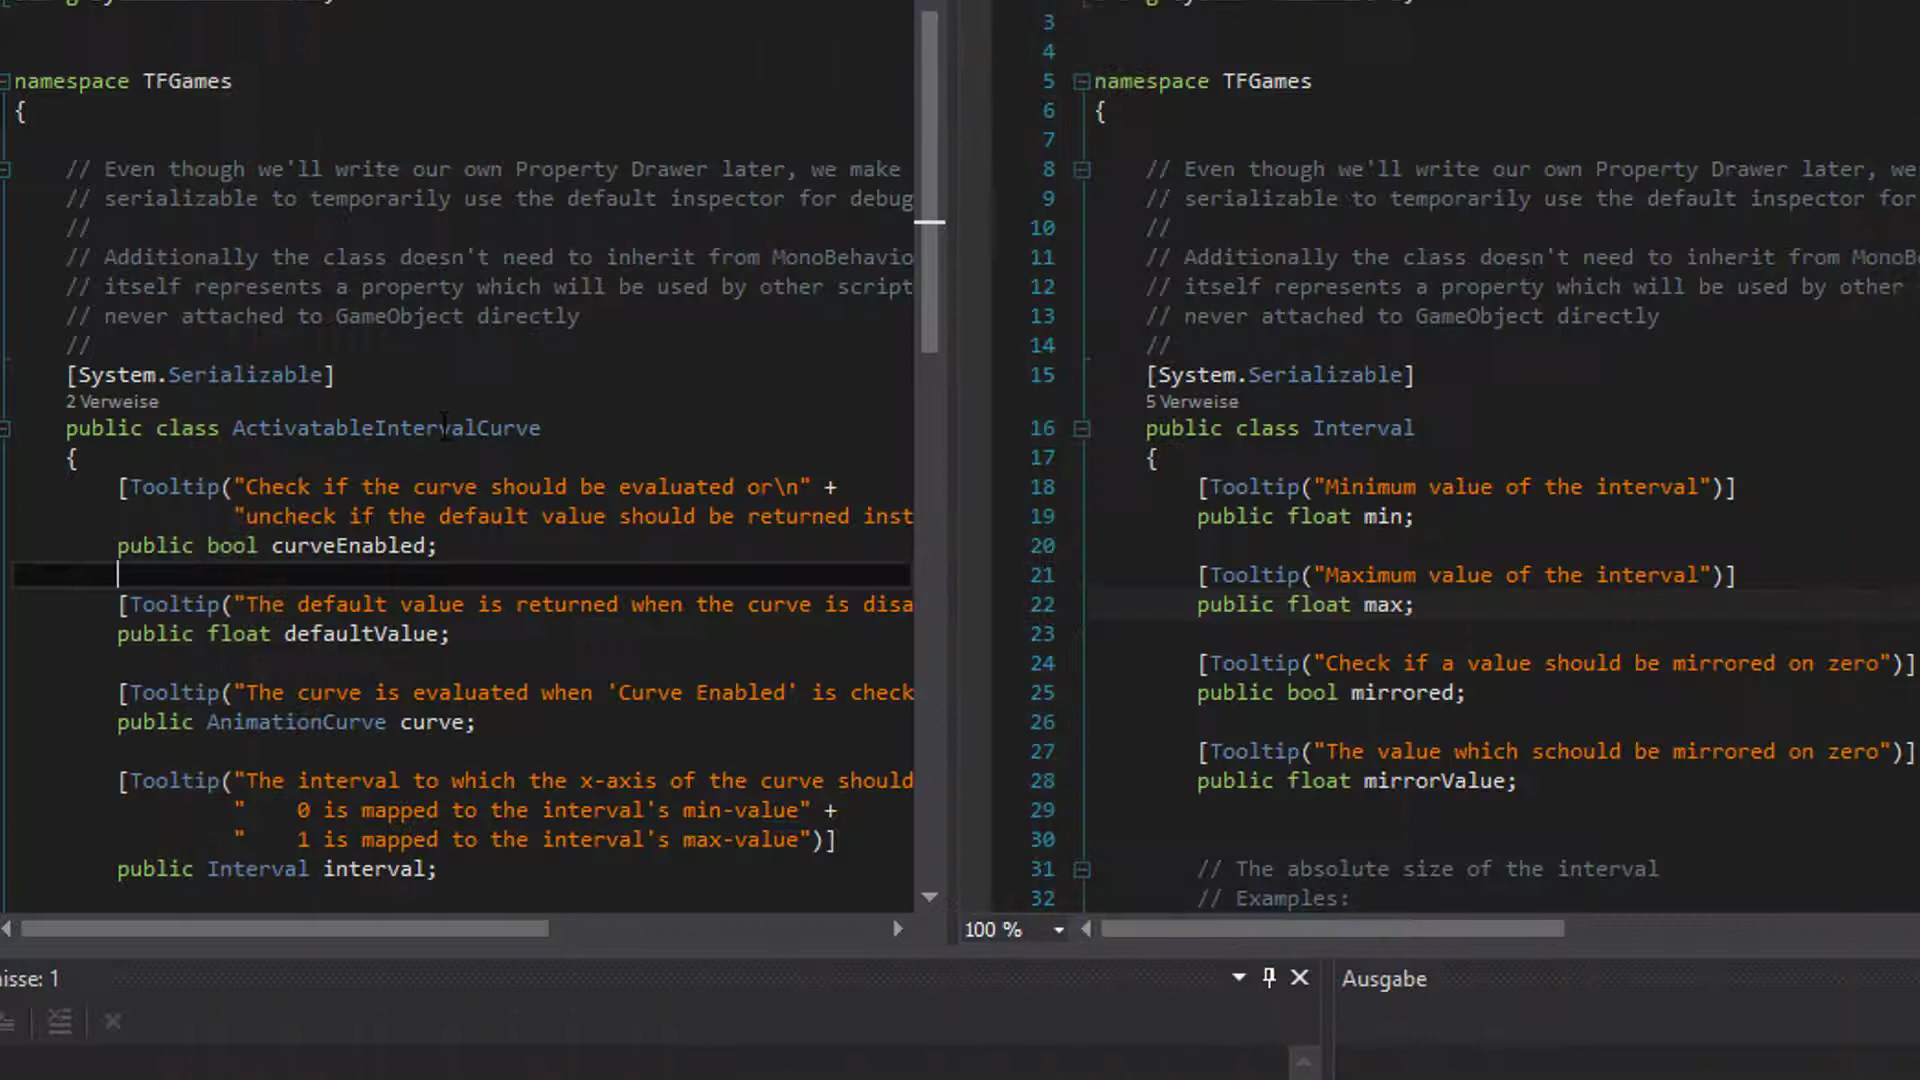 namespace TFGames
{
// Even though we'll write our own Property Drawer later, we make
// serializable to temporarily use the default inspector for debug
//
// Additionally the class doesn't need to inherit from MonoBehavio
// itself represents a property which will be used by other script
// never attached to GameObject directly
//
[System.Serializable]
2 Verweise
public class ActivatableIntervalCurve
{
[Tooltip("Check if the curve should be evaluated or\n" +
"uncheck if the default value should be returned inst
public bool curveEnabled;
[Tooltip("The default value is returned when the curve is disa
public float defaultValue;
[Tooltip("The curve is evaluated when 'Curve Enabled' is check
public AnimationCurve curve;
[Tooltip("The interval to which the x-axis of the curve should
"    0 is mapped to the interval's min-value" +
"    1 is mapped to the interval's max-value")]
public Interval interval;
3
4
5 namespace TFGames
6 {
7
8 // Even though we'll write our own Property Drawer later, we
9 // serializable to temporarily use the default inspector for
10 //
11 // Additionally the class doesn't need to inherit from MonoB
12 // itself represents a property which will be used by other
13 // never attached to GameObject directly
14 //
15 [System.Serializable]
5 Verweise
16 public class Interval
17 {
18 [Tooltip("Minimum value of the interval")]
19 public float min;
20
21 [Tooltip("Maximum value of the interval")]
22 public float max;
23
24 [Tooltip("Check if a value should be mirrored on zero")]
25 public bool mirrored;
26
27 [Tooltip("The value which schould be mirrored on zero")]
28 public float mirrorValue;
29
30
31 // The absolute size of the interval
32 // Examples:
100 %
isse: 1
Ausgabe